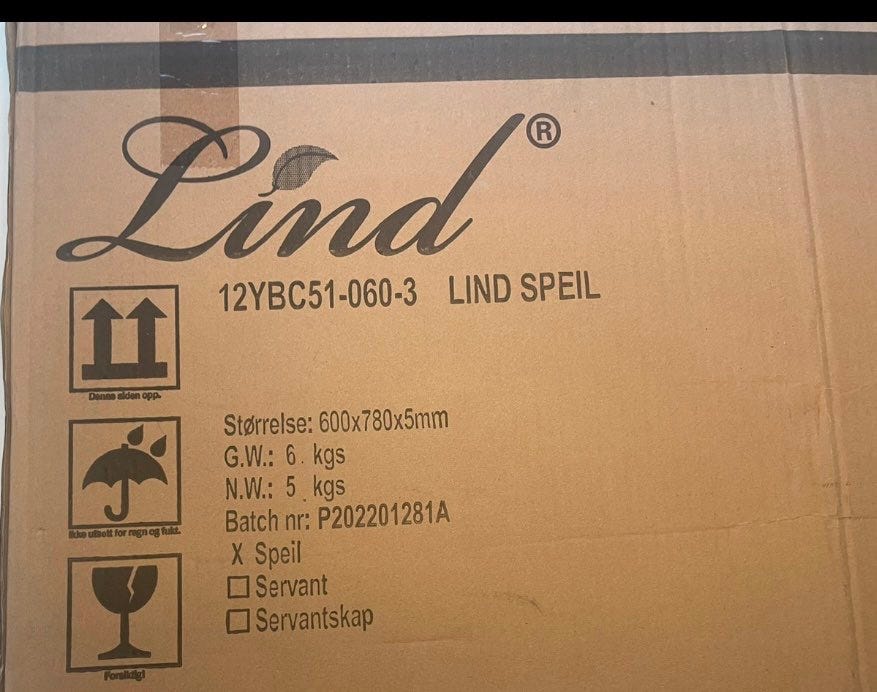 Lind®
12YBC51-060-3 LIND SPEIL
Denne siden opp.
Størrelse: 600x780x5mm
G.W.: 6. kgs
N.W.: 5. kgs
Batch nr: P202201281A
Ikke utsett for regn og fukt.
X Speil
Servant
Servantskap
Forsiktig!